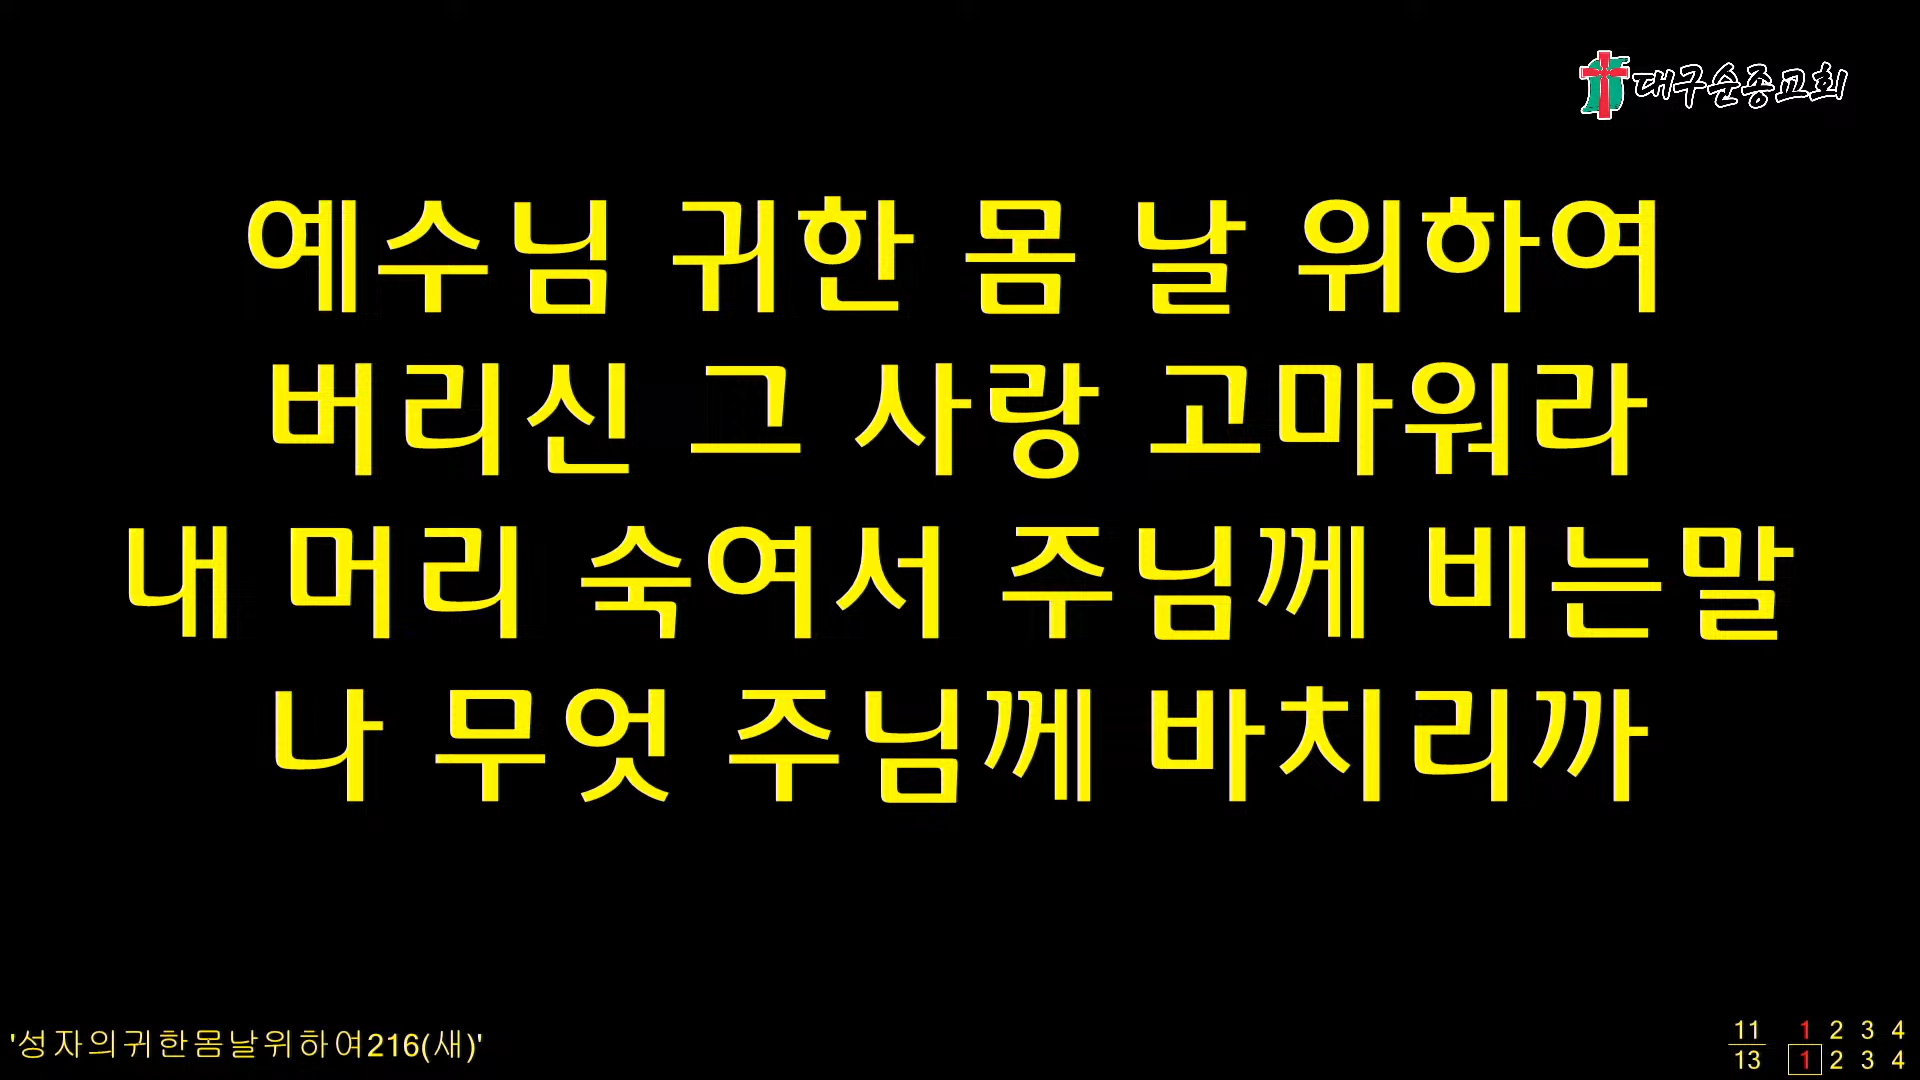 대구순종교회
예수님 귀한 몸 날 위하여
버리신 그 사랑 고마워라
내 머리 숙여서 주님께 비는말
나 무엇 주님께 바치리까
'성자의귀한몸날위하여216(새)'
11 1 2 3 4
13 1 2 3 4